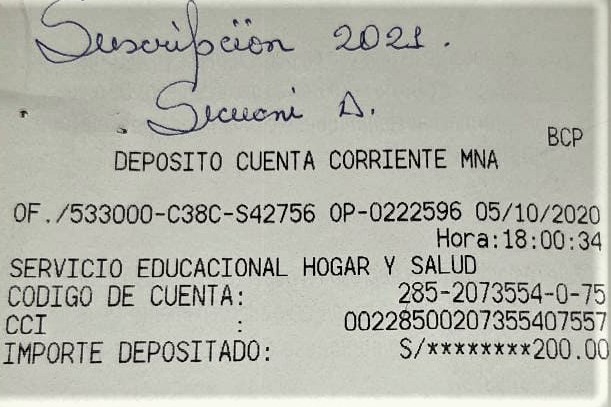 Suscripción 2021.
Sicuani A.
BCP
DEPOSITO CUENTA CORRIENTE MNA
OF./533000-C38C-S42756 OP-0222596 05/10/2020
Hora:18:00:34
SERVICIO EDUCACIONAL HOGAR Y SALUD
CODIGO DE CUENTA: 285-2073554-0-75
CCI : 00228500207355407557
IMPORTE DEPOSITADO: S/********200.00